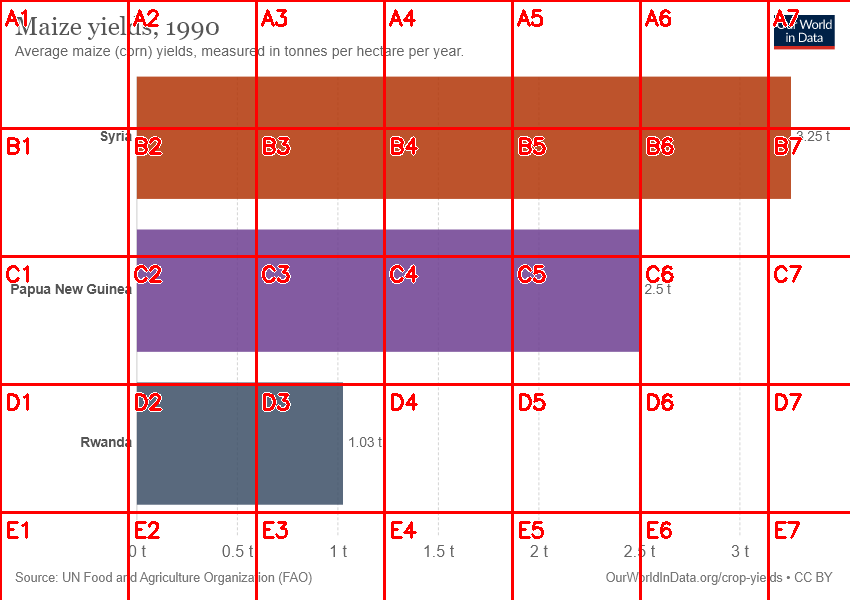 Maize yields, 1990
Average maize (corn) yields, measured in tonnes per hectare per year.
Our World
in Data
A1 A2 A3 A4 A5 A6 A7
Syria
3.25 t
B1 B2 B3 B4 B5 B6 B7
C1 C2 C3 C4 C5 C6 C7
Papua New Guinea
2.5 t
D1 D2 D3 D4 D5 D6 D7
Rwanda
1.03 t
E1 E2 E3 E4 E5 E6 E7
0 t 0.5 t 1 t 1.5 t 2 t 2.5 t 3 t
Source: UN Food and Agriculture Organization (FAO)
OurWorldInData.org/crop-yields • CC BY